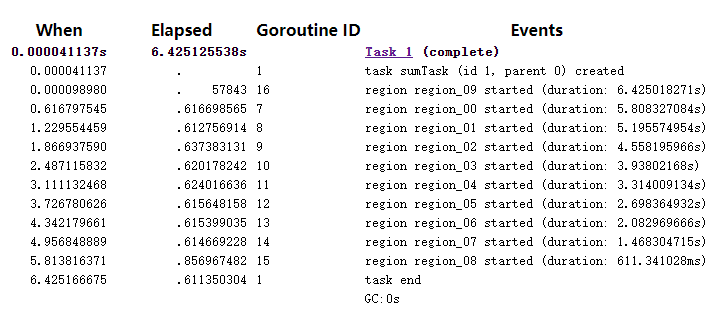 When Elapsed Goroutine ID Events
0.000041137s 6.425125538s Task 1 (complete)
0.000041137 . 1 task sumTask (id 1, parent 0) created
0.000098980 . 57843 16 region region_09 started (duration: 6.425018271s)
0.616797545 .616698565 7 region region_00 started (duration: 5.808327084s)
1.229554459 .612756914 8 region region_01 started (duration: 5.195574954s)
1.866937590 .637383131 9 region region_02 started (duration: 4.558195966s)
2.487115832 .620178242 10 region region_03 started (duration: 3.93802168s)
3.111132468 .624016636 11 region region_04 started (duration: 3.314009134s)
3.726780626 .615648158 12 region region_05 started (duration: 2.698364932s)
4.342179661 .615399035 13 region region_06 started (duration: 2.082969666s)
4.956848889 .614669228 14 region region_07 started (duration: 1.468304715s)
5.813816371 .856967482 15 region region_08 started (duration: 611.341028ms)
6.425166675 .611350304 1 task end
GC:0s